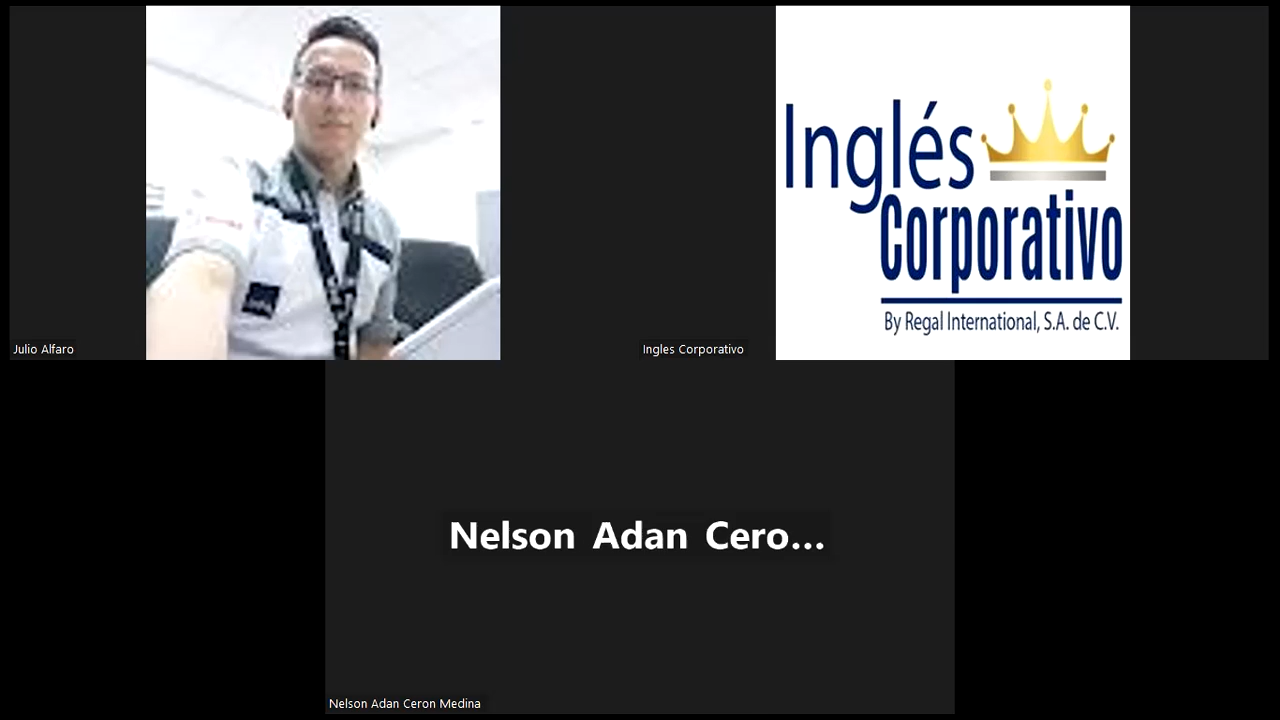 Julio Alfaro
Inglés
Corporativo
By Regal International, S.A. de C.V.
Ingles Corporativo
Nelson Adan Cero...
Nelson Adan Ceron Medina